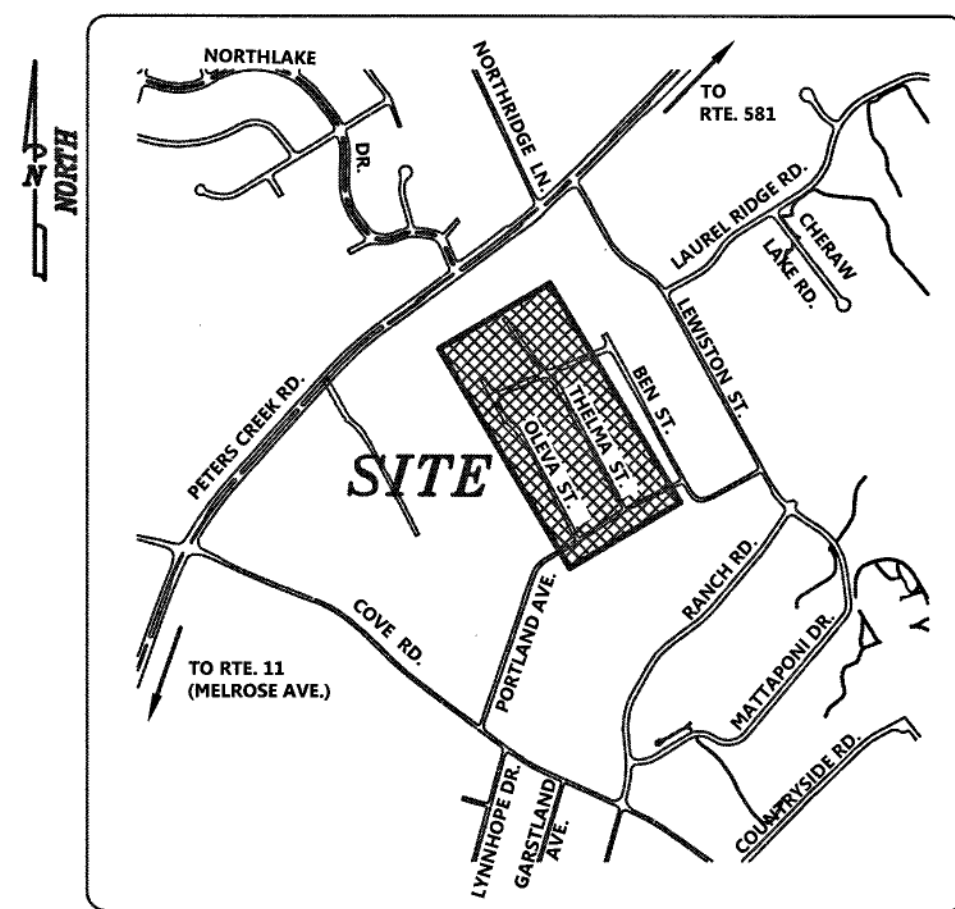 NORTHLAKE
DR.
NORTHRIDGE LN.
TO
RTE. 581
N
NORTH
LAUREL RIDGE RD.
CHERAW
LAKE RD.
LEWISTON ST.
BEN ST.
THELMA ST.
OLEVA ST.
PETERS CREEK RD.
SITE
RANCH RD.
COVE RD.
PORTLAND AVE.
MATTAPONI DR.
TO RTE. 11
(MELROSE AVE.)
COUNTRYSIDE RD.
LYNNHOPE DR.
GARSTLAND
AVE.